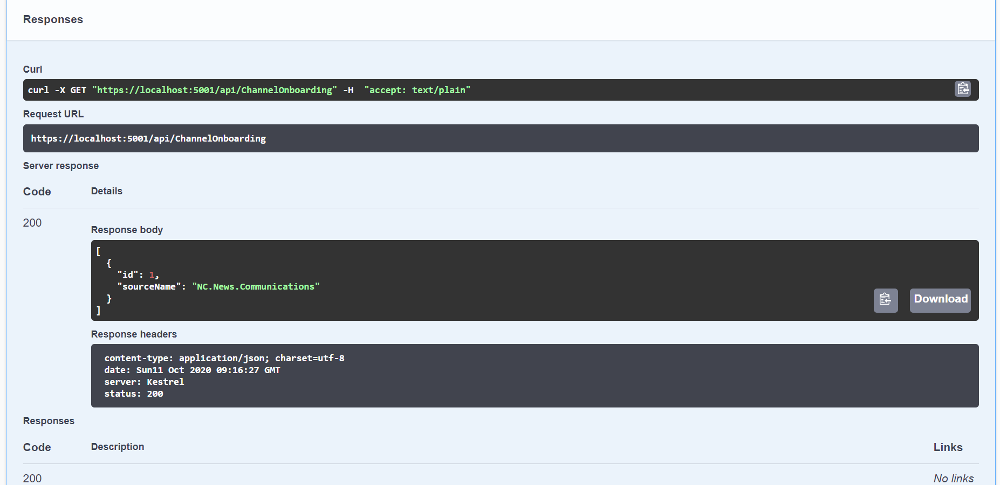 Responses
Curl
curl -X GET "https://localhost:5001/api/ChannelOnboarding" -H  "accept: text/plain"
Request URL
https://localhost:5001/api/ChannelOnboarding
Server response
Code Details
200
Response body
[
  {
    "id": 1,
    "sourceName": "NC.News.Communications"
  }
]
Download
Response headers
content-type: application/json; charset=utf-8
date: Sun11 Oct 2020 09:16:27 GMT
server: Kestrel
status: 200
Responses
Code Description Links
200 No links